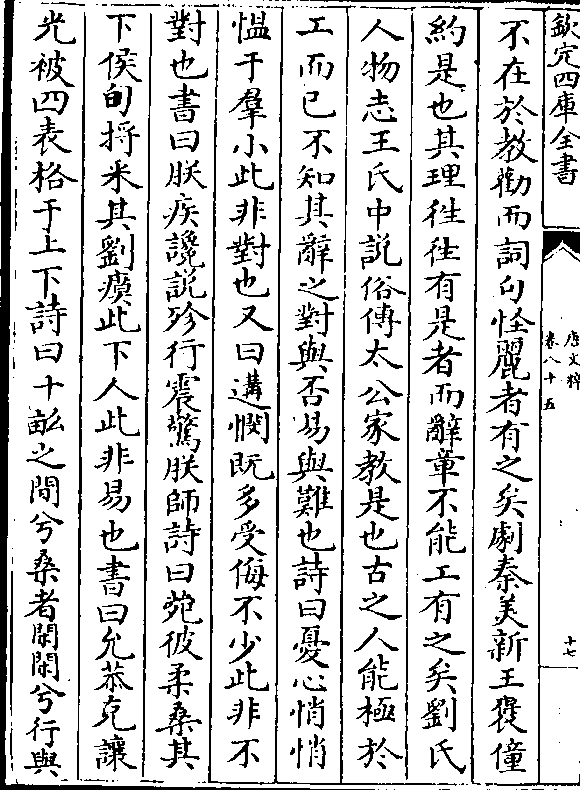 欽定四庫全書
唐文粹
卷八十五
十七
不在於教勸而詞句怪麗者有之矣劇秦美新王褒僮
約是也其理徃徃有是者而辭章不能工有之矣劉氏
人物志王氏中說俗傳太公家教是也古之人能極於
工而已不知其辭之對與否易與難也詩曰憂心悄悄
愠于羣小此非對也又曰遘憫既多受侮不少此非不
對也書曰朕疾讒説殄行震驚朕師詩曰菀彼柔桑其
下侯旬捋采其劉瘼此下人此非易也書曰允恭克讓
光被四表格于上下詩曰十畝之間兮桑者閑閑兮行與